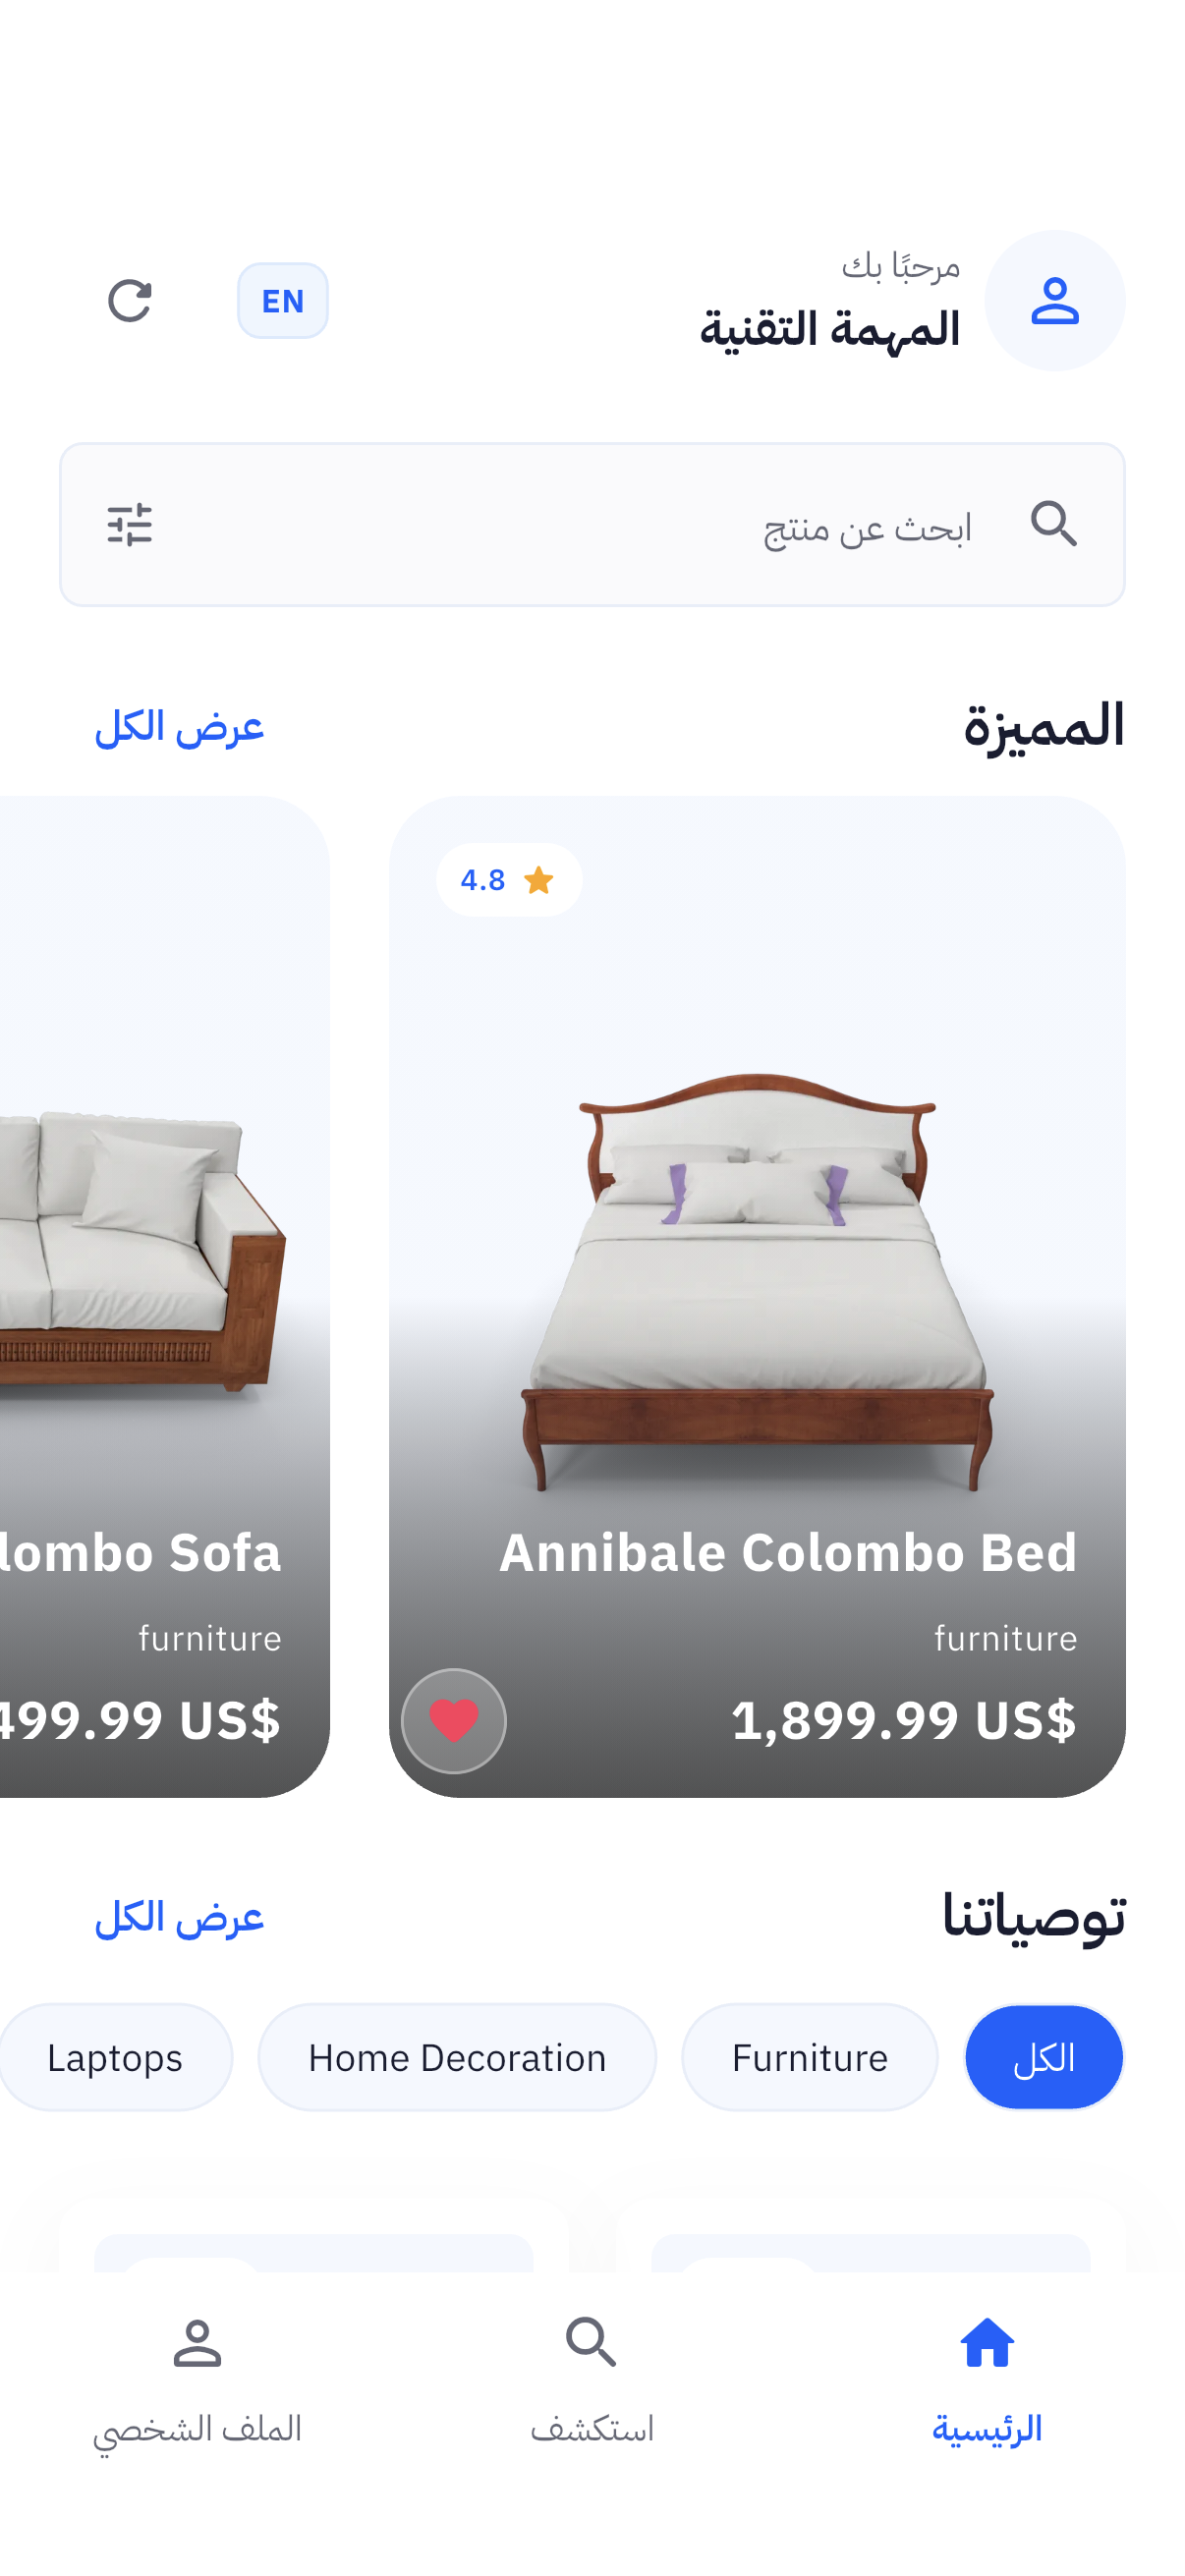 مرحبًا بك
المهمة التقنية
EN
ابحث عن منتج
المميزة
عرض الكل
4.8
Annibale Colombo Bed
furniture
1,899.99 US$
lombo Sofa
furniture
499.99 US$
توصياتنا
عرض الكل
الكل
Furniture
Home Decoration
Laptops
الرئيسية
استكشف
الملف الشخصي